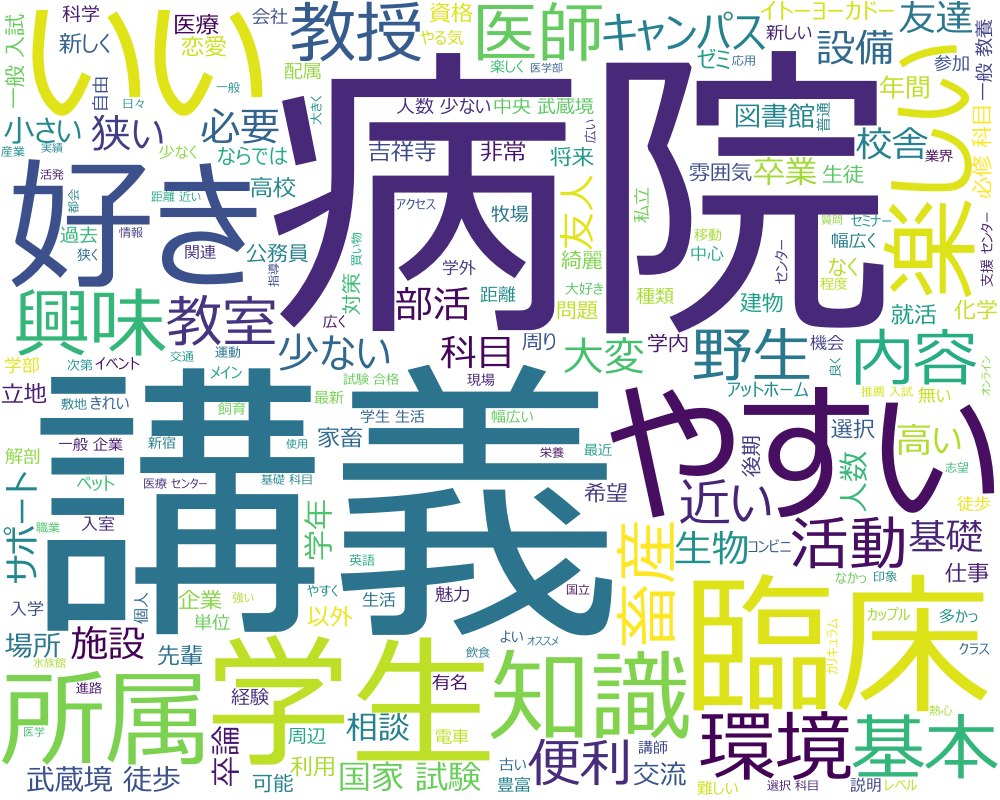 一般 入試
科学
新しく
医療
恋愛
会社
資格
やる気
教授
医師
キャンパス
イトーヨーカドー
新しい
友達
一般 教養
いい
配属
楽しく
医学部
ゼミ
応用
設備
参加
自由
日々
一般
大きく
人数 少ない
中央 武蔵境
広い
図書館
普通
年間
小さい
狭い
必要
産業
実績
少なく
ならでは
吉祥寺
非常
将来
校舎
業界
必修 科目
楽しい
病院
好き
活発
高校
雰囲気
卒業
生徒
距離 近い
都会
アクセス
牧場
友人
私立
質問
セミナー
過去
情報
狭く
関連
公務員
指導
対策
買い物
学外
綺麗
移動
中心
センター
幅広く
支援 センター
なく
程度
興味
教室
広く
部活
距離
大好き
問題
種類
建物
就活
化学
学部
次第
イベント
交通
運動
少ない
科目
周り
大変
学内
野生
機会
良く
内容
オンライン
立地
メイン
試験 合格
現場
アットホーム
推薦 入試
無い
敷地
きれい
飼育
最新
講義
学生 生活
幅広い
やすい
一般 企業
新宿
使用
家畜
栄養
最近
選択
高い
解剖
ペット
医療 センター
基礎 科目
希望
後期
人数
志望
サポート
職業
入室
学年
近い
徒歩
畜産
生物
コンビニ
活動
基礎
英語
入学
個人
企業
単位
やすく
強い
以外
生活
魅力
国立
なかっ
印象
仕事
場所
施設
先輩
学生
よい
オススメ
臨床
カップル
多かっ
カリキュラム
クラス
水族館
飲食
所属
進路
経験
有名
知識
医学
卒論
周辺
相談
電車
環境
基本
熱心
武蔵境 徒歩
可能
利用
国家 試験
古い
豊富
便利
講師
交流
難しい
選択 科目
説明
レベル